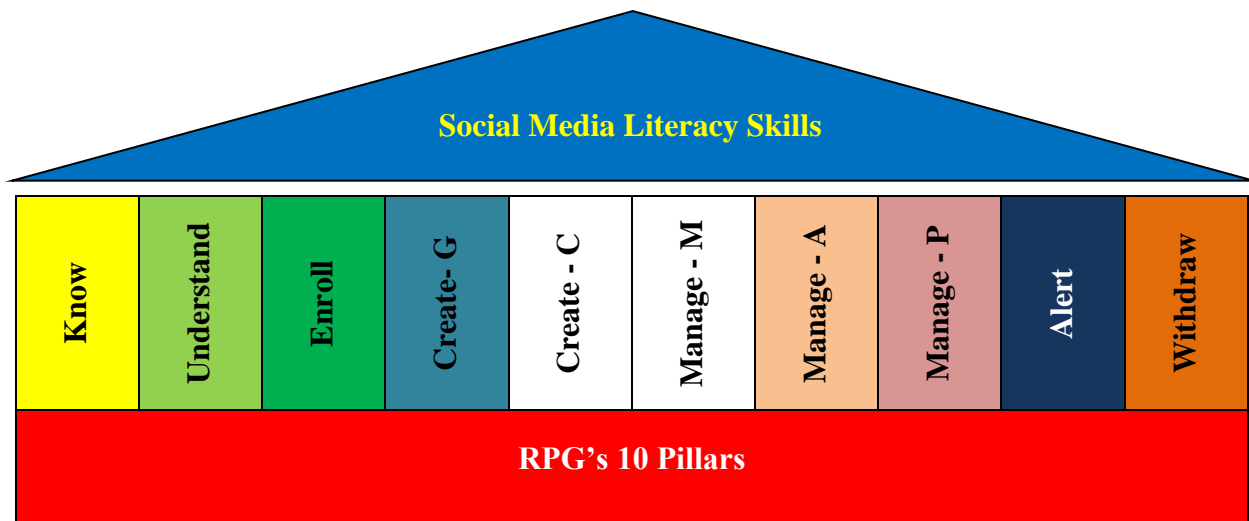 Social Media Literacy Skills
Know
Understand
Enroll
Create- G
Create - C
Manage - M
Manage - A
Manage - P
Alert
Withdraw
RPG’s 10 Pillars